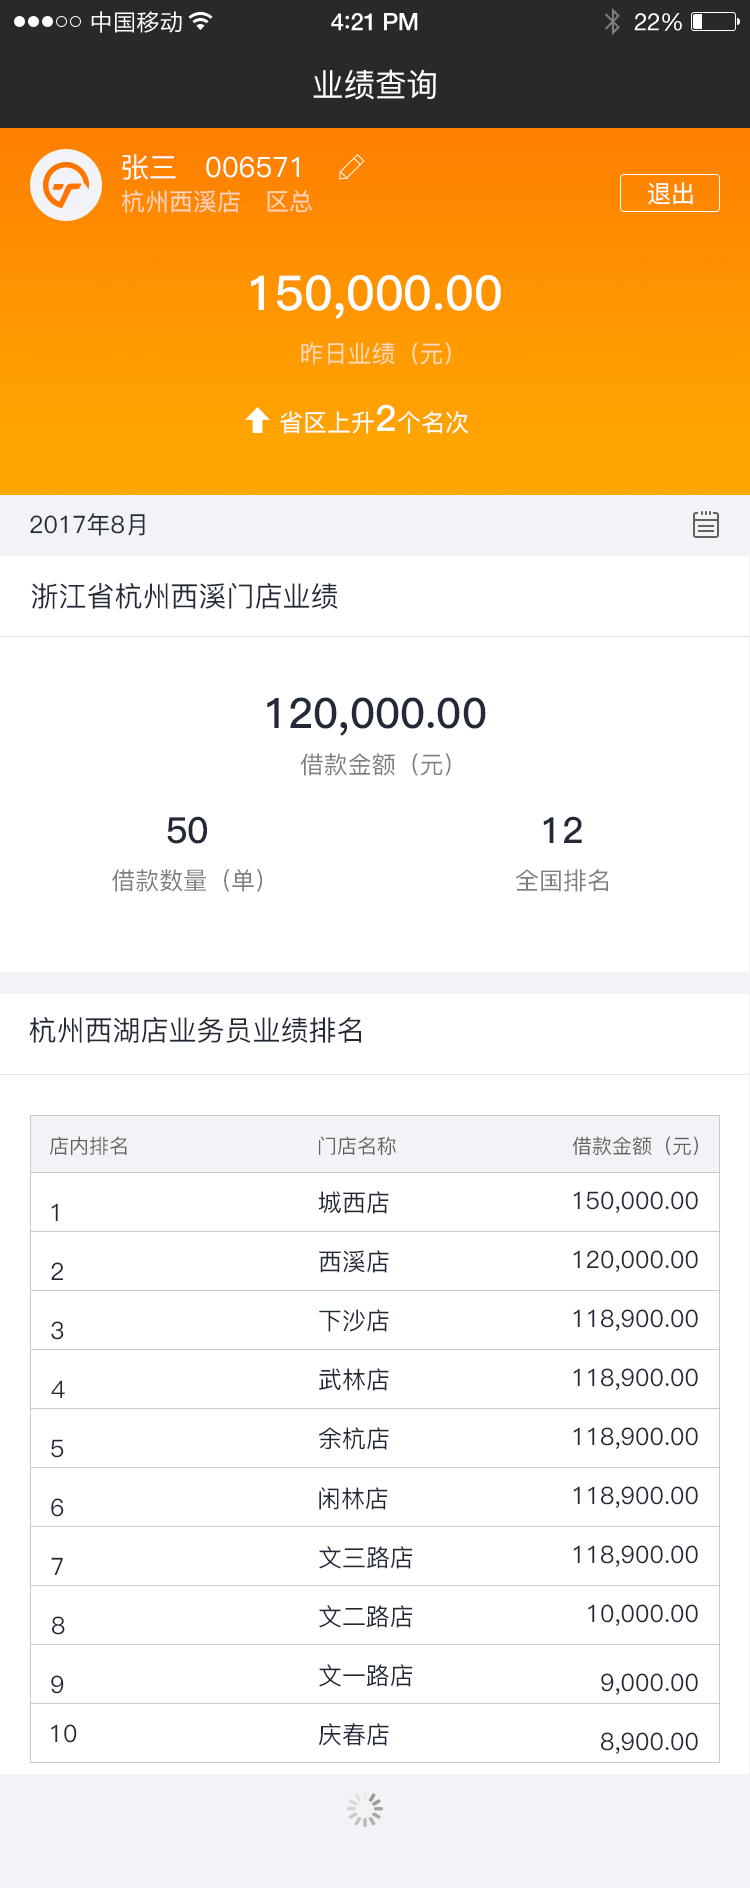 中国移动 4:21 PM 22%
业绩查询
张三 006571
杭州西溪店 区总
退出
150,000.00
昨日业绩（元）
省区上升2个名次
2017年8月
浙江省杭州西溪门店业绩
120,000.00
借款金额（元）
50 12
借款数量（单） 全国排名
杭州西湖店业务员业绩排名
店内排名 门店名称 借款金额（元）
1 城西店 150,000.00
2 西溪店 120,000.00
3 下沙店 118,900.00
4 武林店 118,900.00
5 余杭店 118,900.00
6 闲林店 118,900.00
7 文三路店 118,900.00
8 文二路店 10,000.00
9 文一路店 9,000.00
10 庆春店 8,900.00